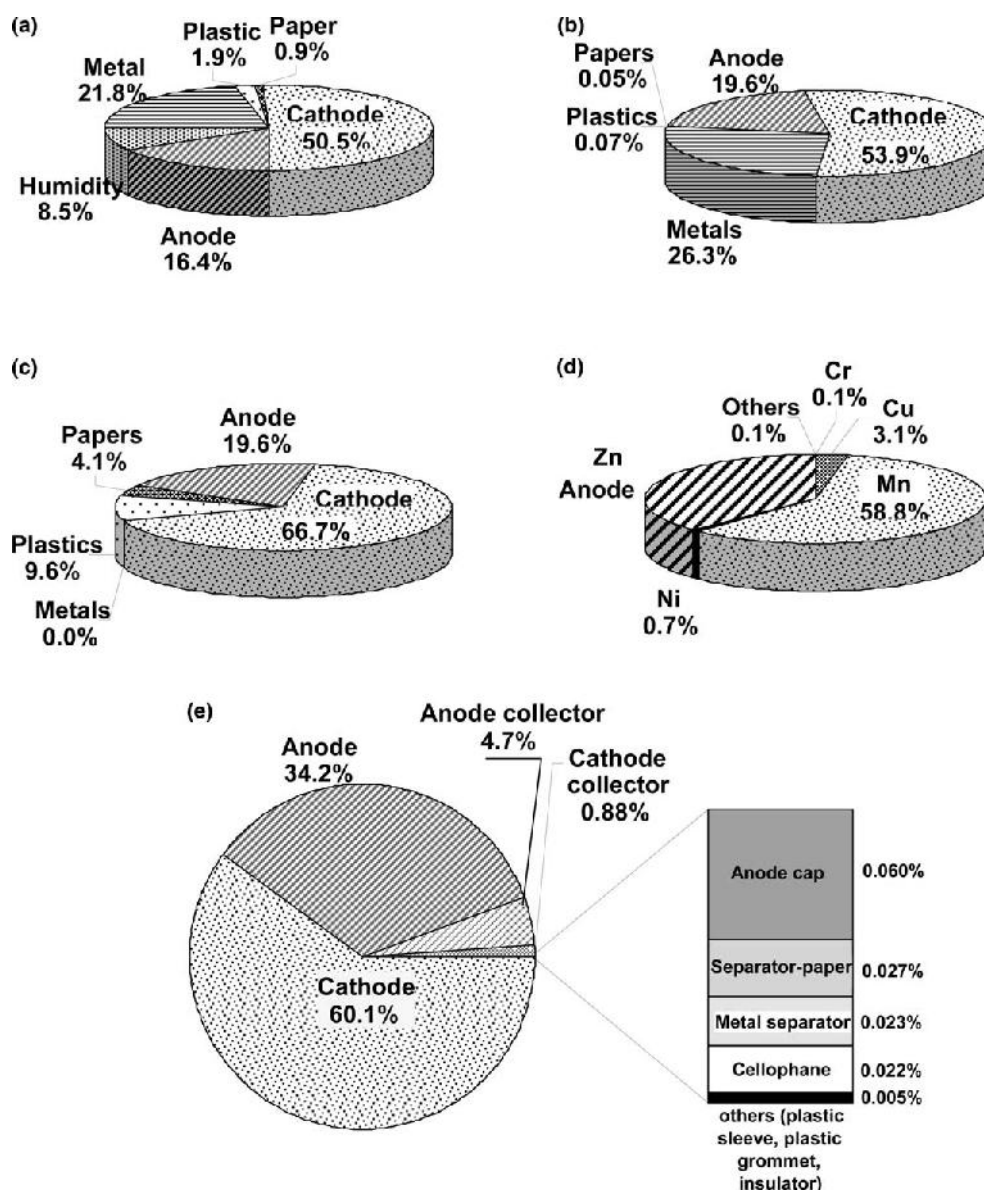 (a)
Plastic
1.9%
Paper
0.9%
Metal
21.8%
Cathode
50.5%
Humidity
8.5%
Anode
16.4%
(b)
Papers
0.05%
Anode
19.6%
Plastics
0.07%
Cathode
53.9%
Metals
26.3%
(c)
Anode
19.6%
Papers
4.1%
Cathode
66.7%
Plastics
9.6%
Metals
0.0%
(d)
Cr
0.1%
Others
0.1%
Cu
3.1%
Zn
Anode
Mn
58.8%
Ni
0.7%
(e)
Anode collector
4.7%
Anode
34.2%
Cathode
collector
0.88%
Cathode
60.1%
Anode cap
0.060%
Separator-paper
0.027%
Metal separator
0.023%
Cellophane
0.022%
0.005%
others (plastic
sleeve, plastic
grommet,
insulator)